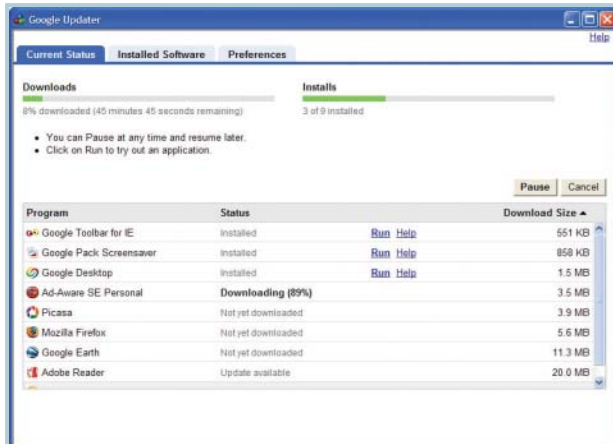 Google Updater
Help
Current Status Installed Software Preferences
Downloads Installs
8% downloaded (45 minutes 45 seconds remaining) 3 of 9 installed
• You can Pause at any time and resume later.
• Click on Run to try out an application.
Pause Cancel
Program Status Download Size
Google Toolbar for IE Installed Run Help 551 KB
Google Pack Screensaver Installed Run Help 858 KB
Google Desktop Installed Run Help 1.5 MB
Ad-Aware SE Personal Downloading (89%) 3.5 MB
Picasa Not yet downloaded 3.9 MB
Mozilla Firefox Not yet downloaded 5.6 MB
Google Earth Not yet downloaded 11.3 MB
Adobe Reader Update available 20.0 MB